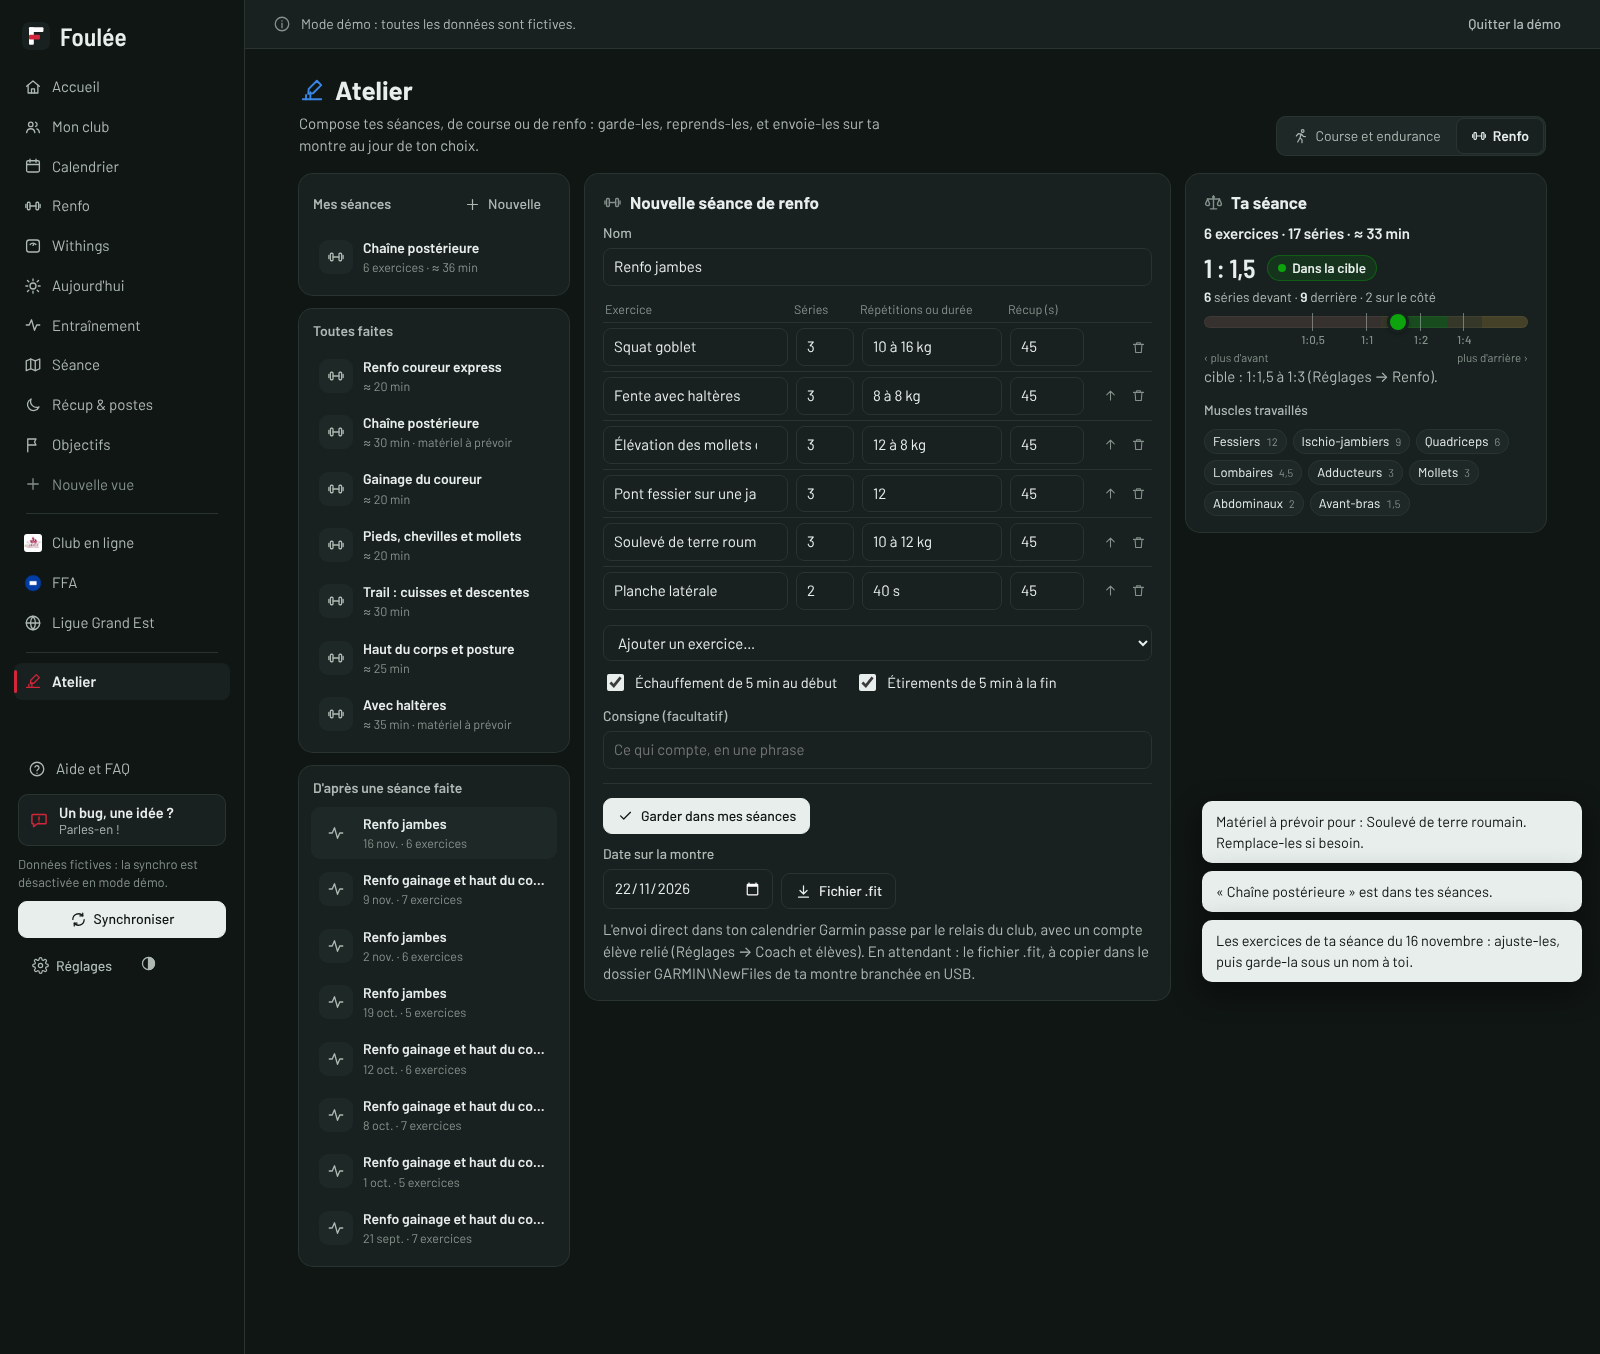 Foulée
Accueil
Mon club
Calendrier
Renfo
Withings
Aujourd'hui
Entraînement
Séance
Récup & postes
Objectifs
Nouvelle vue
Club en ligne
FFA
Ligue Grand Est
Atelier
Aide et FAQ
Un bug, une idée ?
Parles-en !
Données fictives : la synchro est
désactivée en mode démo.
Synchroniser
Réglages
Mode démo : toutes les données sont fictives.
Quitter la démo
Atelier
Compose tes séances, de course ou de renfo : garde-les, reprends-les, et envoie-les sur ta
montre au jour de ton choix.
Course et endurance
Renfo
Mes séances
Nouvelle
Chaîne postérieure
6 exercices · ≈ 36 min
Toutes faites
Renfo coureur express
≈ 20 min
Chaîne postérieure
≈ 30 min · matériel à prévoir
Gainage du coureur
≈ 20 min
Pieds, chevilles et mollets
≈ 20 min
Trail : cuisses et descentes
≈ 30 min
Haut du corps et posture
≈ 25 min
Avec haltères
≈ 35 min · matériel à prévoir
D'après une séance faite
Renfo jambes
16 nov. · 6 exercices
Renfo gainage et haut du co...
9 nov. · 7 exercices
Renfo jambes
2 nov. · 6 exercices
Renfo jambes
19 oct. · 5 exercices
Renfo gainage et haut du co...
12 oct. · 6 exercices
Renfo gainage et haut du co...
8 oct. · 7 exercices
Renfo gainage et haut du co...
1 oct. · 5 exercices
Renfo gainage et haut du co...
21 sept. · 7 exercices
Nouvelle séance de renfo
Nom
Renfo jambes
Exercice Séries Répétitions ou durée Récup (s)
Squat goblet 3 10 à 16 kg 45
Fente avec haltères 3 8 à 8 kg 45
Élévation des mollets 3 12 à 8 kg 45
Pont fessier sur une ja 3 12 45
Soulevé de terre roum 3 10 à 12 kg 45
Planche latérale 2 40 s 45
Ajouter un exercice...
Échauffement de 5 min au début
Étirements de 5 min à la fin
Consigne (facultatif)
Ce qui compte, en une phrase
Garder dans mes séances
Date sur la montre
22/11/2026
Fichier .fit
L'envoi direct dans ton calendrier Garmin passe par le relais du club, avec un compte
élève relié (Réglages → Coach et élèves). En attendant : le fichier .fit, à copier dans le
dossier GARMIN\NewFiles de ta montre branchée en USB.
Ta séance
6 exercices · 17 séries · ≈ 33 min
1 : 1,5
Dans la cible
6 séries devant · 9 derrière · 2 sur le côté
1:0,5 1:1 1:2 1:4
‹ plus d'avant plus d'arrière ›
cible : 1:1,5 à 1:3 (Réglages → Renfo).
Muscles travaillés
Fessiers 12 Ischio-jambiers 9 Quadriceps 6
Lombaires 4,5 Adducteurs 3 Mollets 3
Abdominaux 2 Avant-bras 1,5
Matériel à prévoir pour : Soulevé de terre roumain.
Remplace-les si besoin.
« Chaîne postérieure » est dans tes séances.
Les exercices de ta séance du 16 novembre : ajuste-les,
puis garde-la sous un nom à toi.